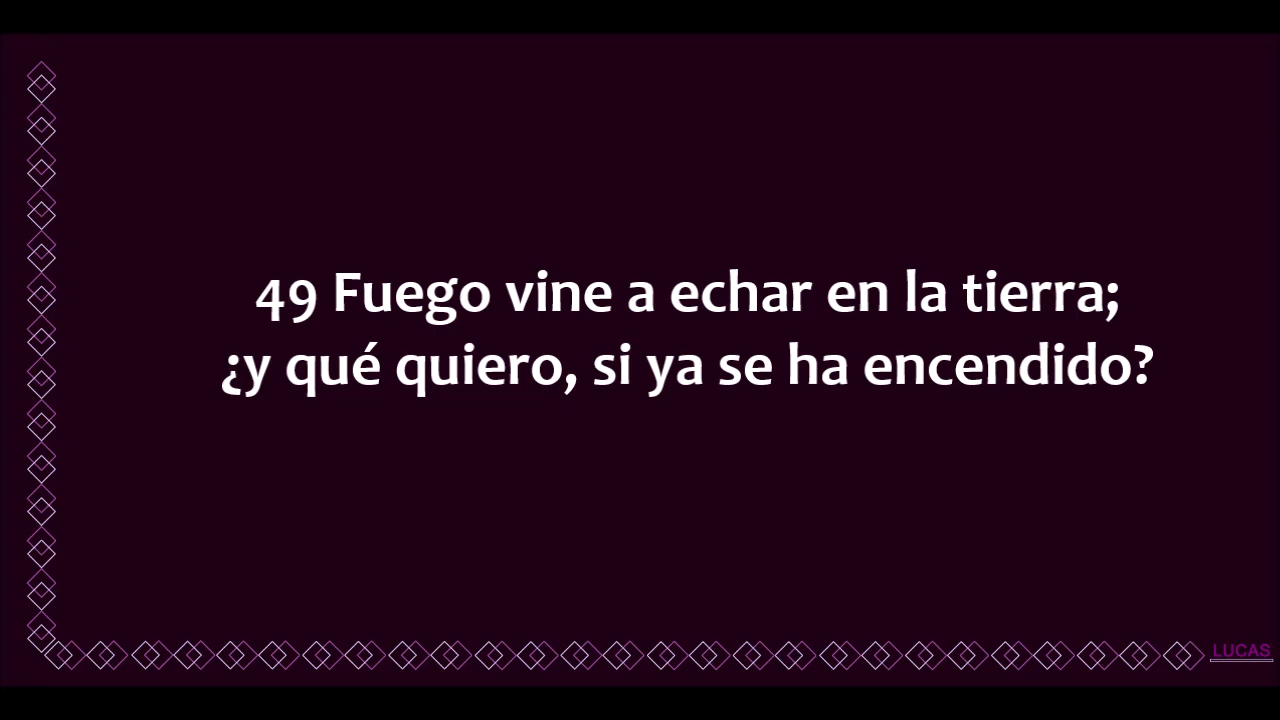 49 Fuego vine a echar en la tierra;
¿y qué quiero, si ya se ha encendido?
LUCAS